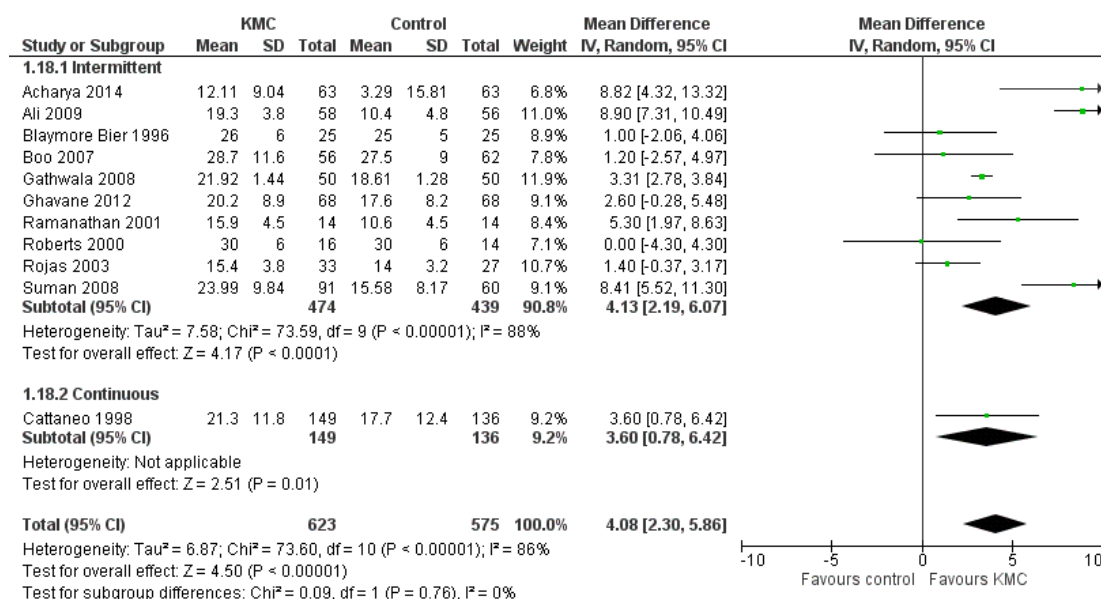 KMC Control Mean Difference Mean Difference
Study or Subgroup Mean SD Total Mean SD Total Weight IV, Random, 95% CI IV, Random, 95% CI
1.18.1 Intermittent
Acharya 2014 12.11 9.04 63 3.29 15.81 63 6.8% 8.82 [4.32, 13.32]
Ali 2009 19.3 3.8 58 10.4 4.8 56 11.0% 8.90 [7.31, 10.49]
Blaymore Bier 1996 26 6 25 25 5 25 8.9% 1.00 [-2.06, 4.06]
Boo 2007 28.7 11.6 56 27.5 9 62 7.8% 1.20 [-2.57, 4.97]
Gathwala 2008 21.92 1.44 50 18.61 1.28 50 11.9% 3.31 [2.78, 3.84]
Ghavane 2012 20.2 8.9 68 17.6 8.2 68 9.1% 2.60 [-0.28, 5.48]
Ramanathan 2001 15.9 4.5 14 10.6 4.5 14 8.4% 5.30 [1.97, 8.63]
Roberts 2000 30 6 16 30 6 14 7.1% 0.00 [-4.30, 4.30]
Rojas 2003 15.4 3.8 33 14 3.2 27 10.7% 1.40 [-0.37, 3.17]
Suman 2008 23.99 9.84 91 15.58 8.17 60 9.1% 8.41 [5.52, 11.30]
Subtotal (95% CI) 474 439 90.8% 4.13 [2.19, 6.07]
Heterogeneity: Tau² = 7.58; Chi² = 73.59, df = 9 (P < 0.00001); I² = 88%
Test for overall effect: Z = 4.17 (P < 0.0001)
1.18.2 Continuous
Cattaneo 1998 21.3 11.8 149 17.7 12.4 136 9.2% 3.60 [0.78, 6.42]
Subtotal (95% CI) 149 136 9.2% 3.60 [0.78, 6.42]
Heterogeneity: Not applicable
Test for overall effect: Z = 2.51 (P = 0.01)
Total (95% CI) 623 575 100.0% 4.08 [2.30, 5.86]
Heterogeneity: Tau² = 6.87; Chi² = 73.60, df = 10 (P < 0.00001); I² = 86%
Test for overall effect: Z = 4.50 (P < 0.00001)
Test for subgroup differences: Chi² = 0.09, df = 1 (P = 0.76), I² = 0%
-10 -5 0 5 10
Favours control Favours KMC